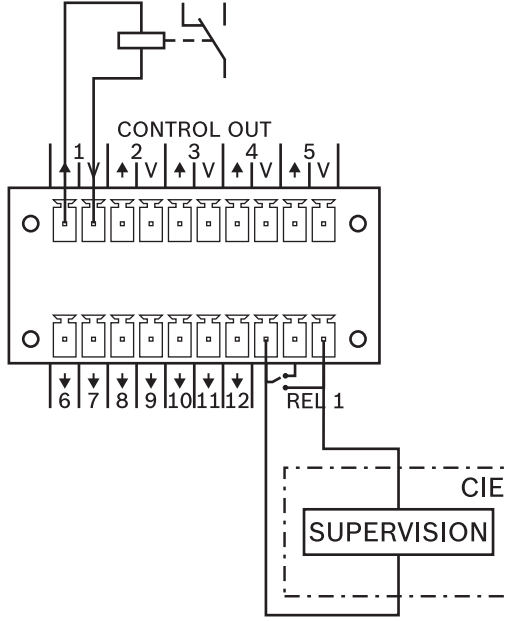 CONTROL OUT
1 V 2 V 3 V 4 V 5 V
6 7 8 9 10 11 12 REL 1
CIE
SUPERVISION